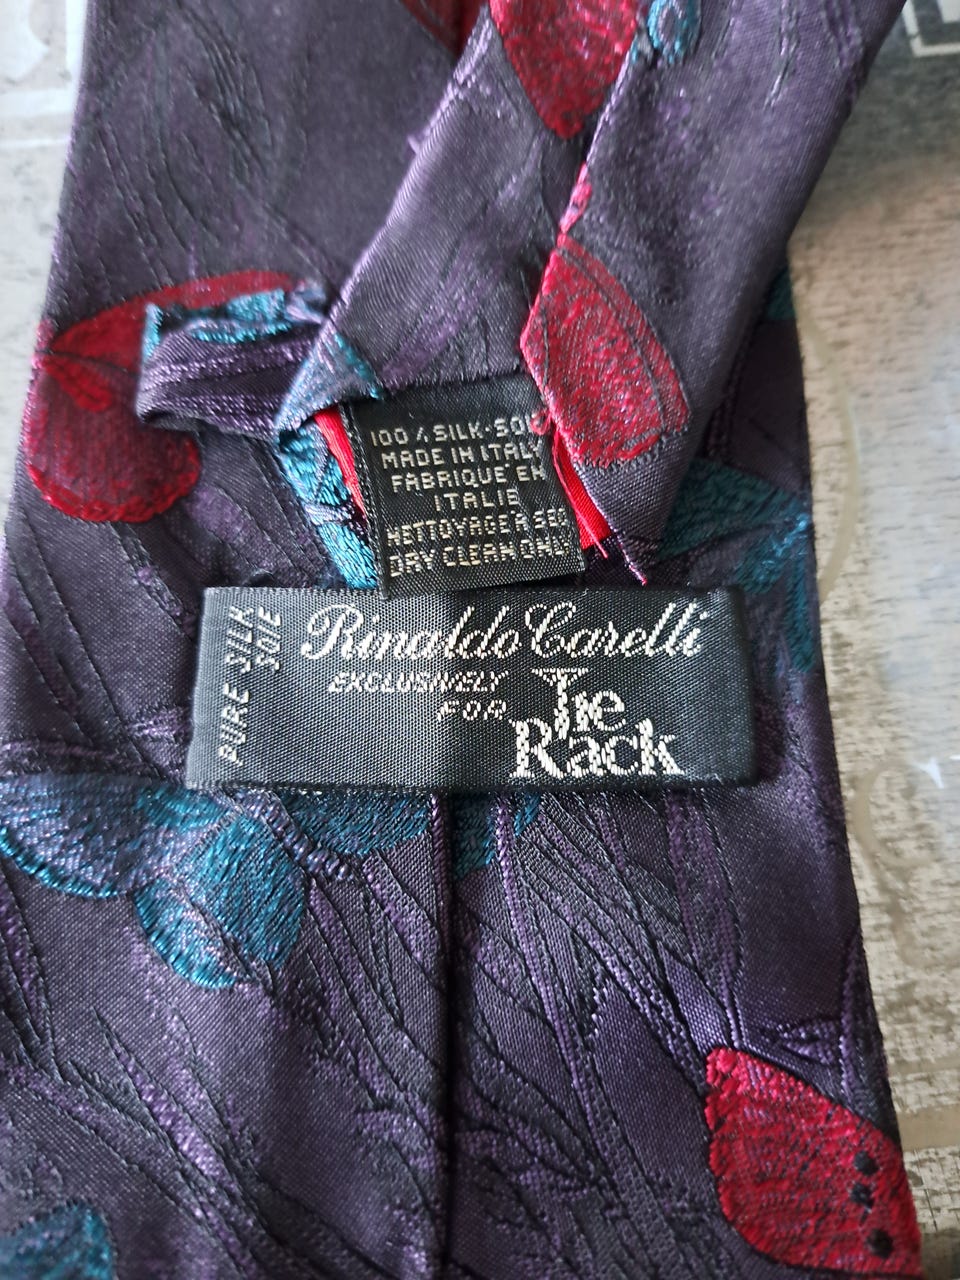 100% SILK·SOI
MADE IN ITALY
FABRIQUE EN
ITALIE
NETTOYAGE A SEC
DRY CLEAN ONLY
PURE SILK
SOIE
Rinaldo Carelli
EXCLUSIVELY
FOR
Tie
Rack